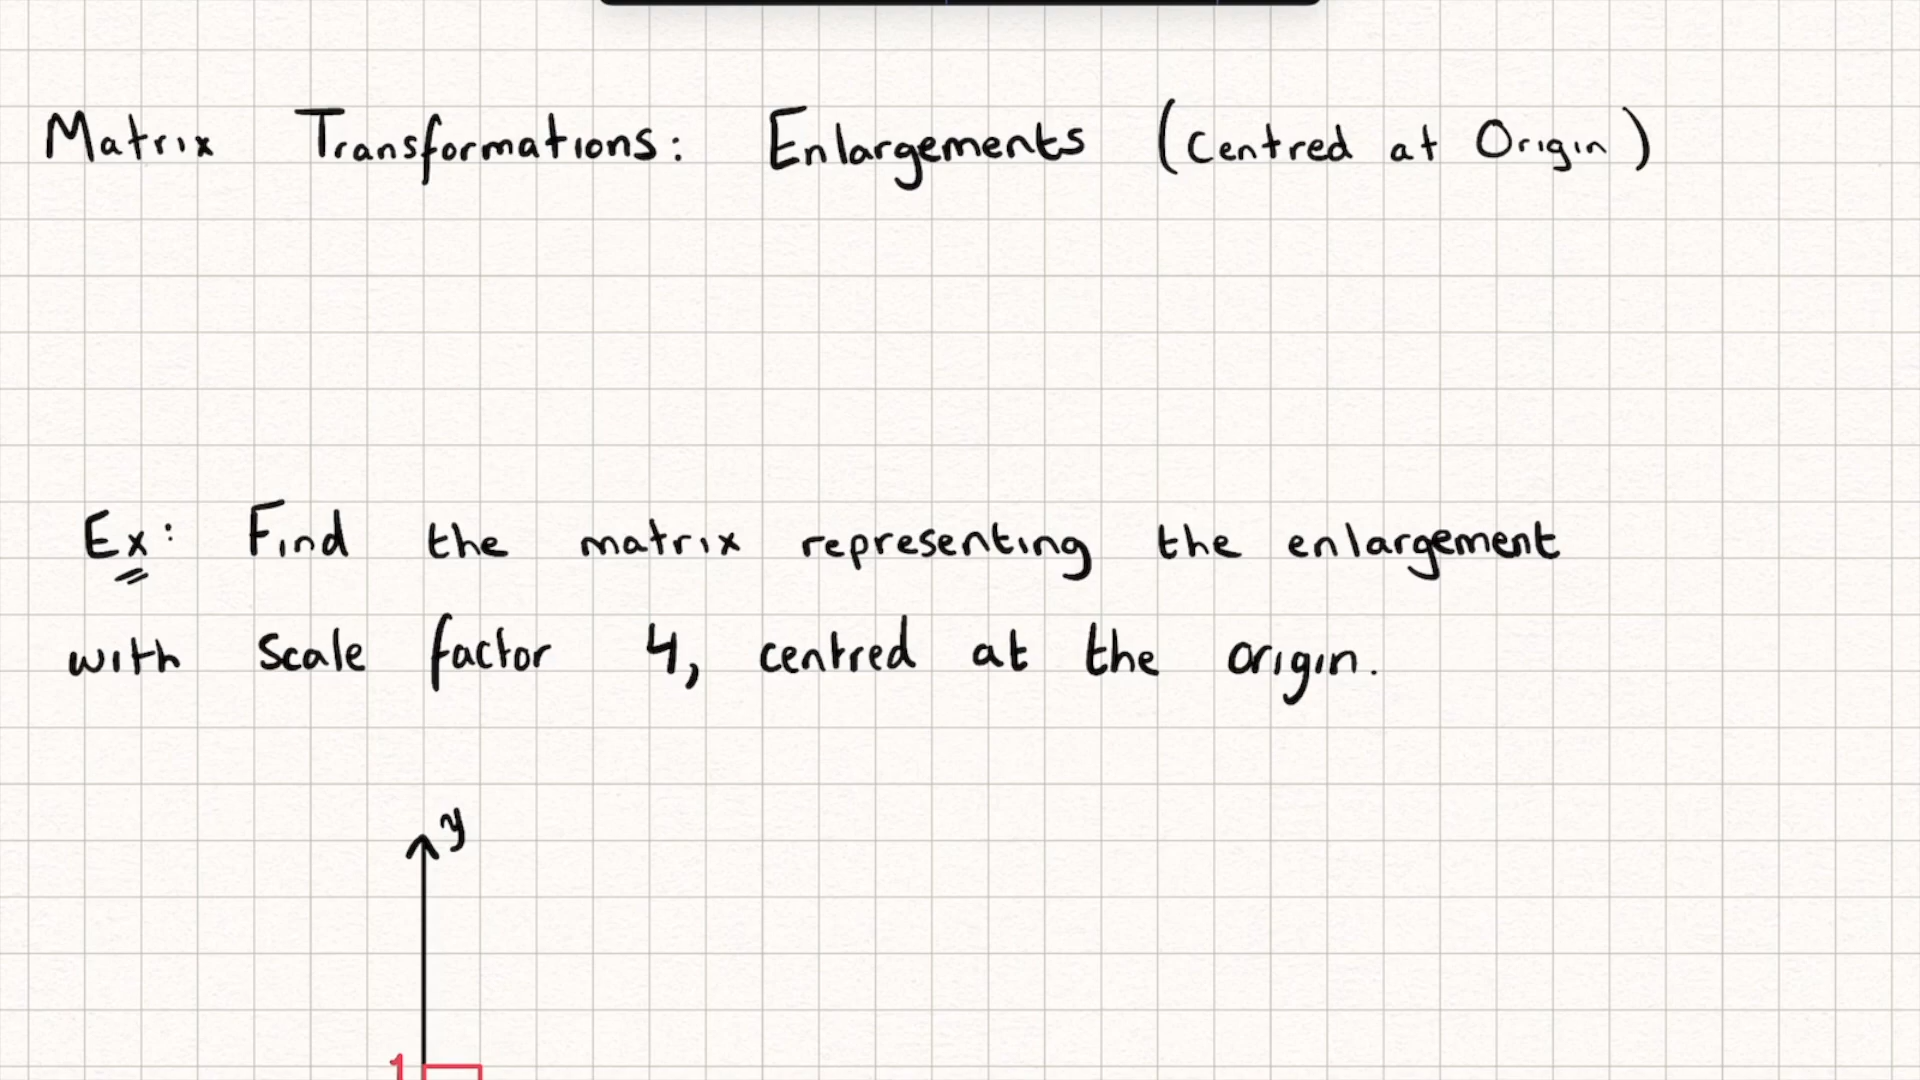 Matrix Transformations: Enlargements (Centred at Origin)
Ex: Find the matrix representing the enlargement
with scale factor 4, centred at the origin.
y
1